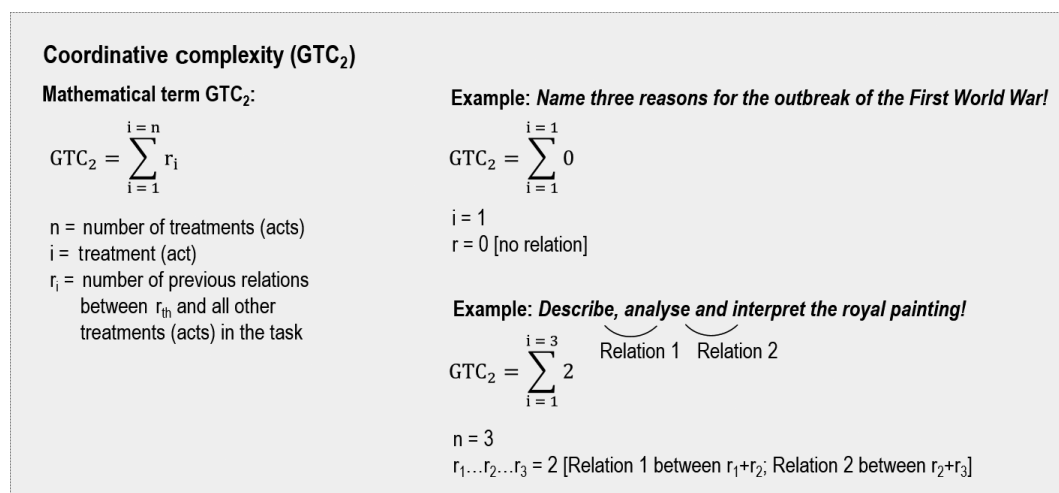 Coordinative complexity (GTC₂)
Mathematical term GTC₂:
i = n
GTC₂ = ∑ rᵢ
i = 1
n = number of treatments (acts)
i = treatment (act)
rᵢ = number of previous relations
between rₜₕ and all other
treatments (acts) in the task
Example: Name three reasons for the outbreak of the First World War!
i = 1
GTC₂ = ∑ 0
i = 1
i = 1
r = 0 [no relation]
Example: Describe, analyse and interpret the royal painting!
Relation 1 Relation 2
i = 3
GTC₂ = ∑ 2
i = 1
n = 3
r₁...r₂...r₃ = 2 [Relation 1 between r₁+r₂; Relation 2 between r₂+r₃]